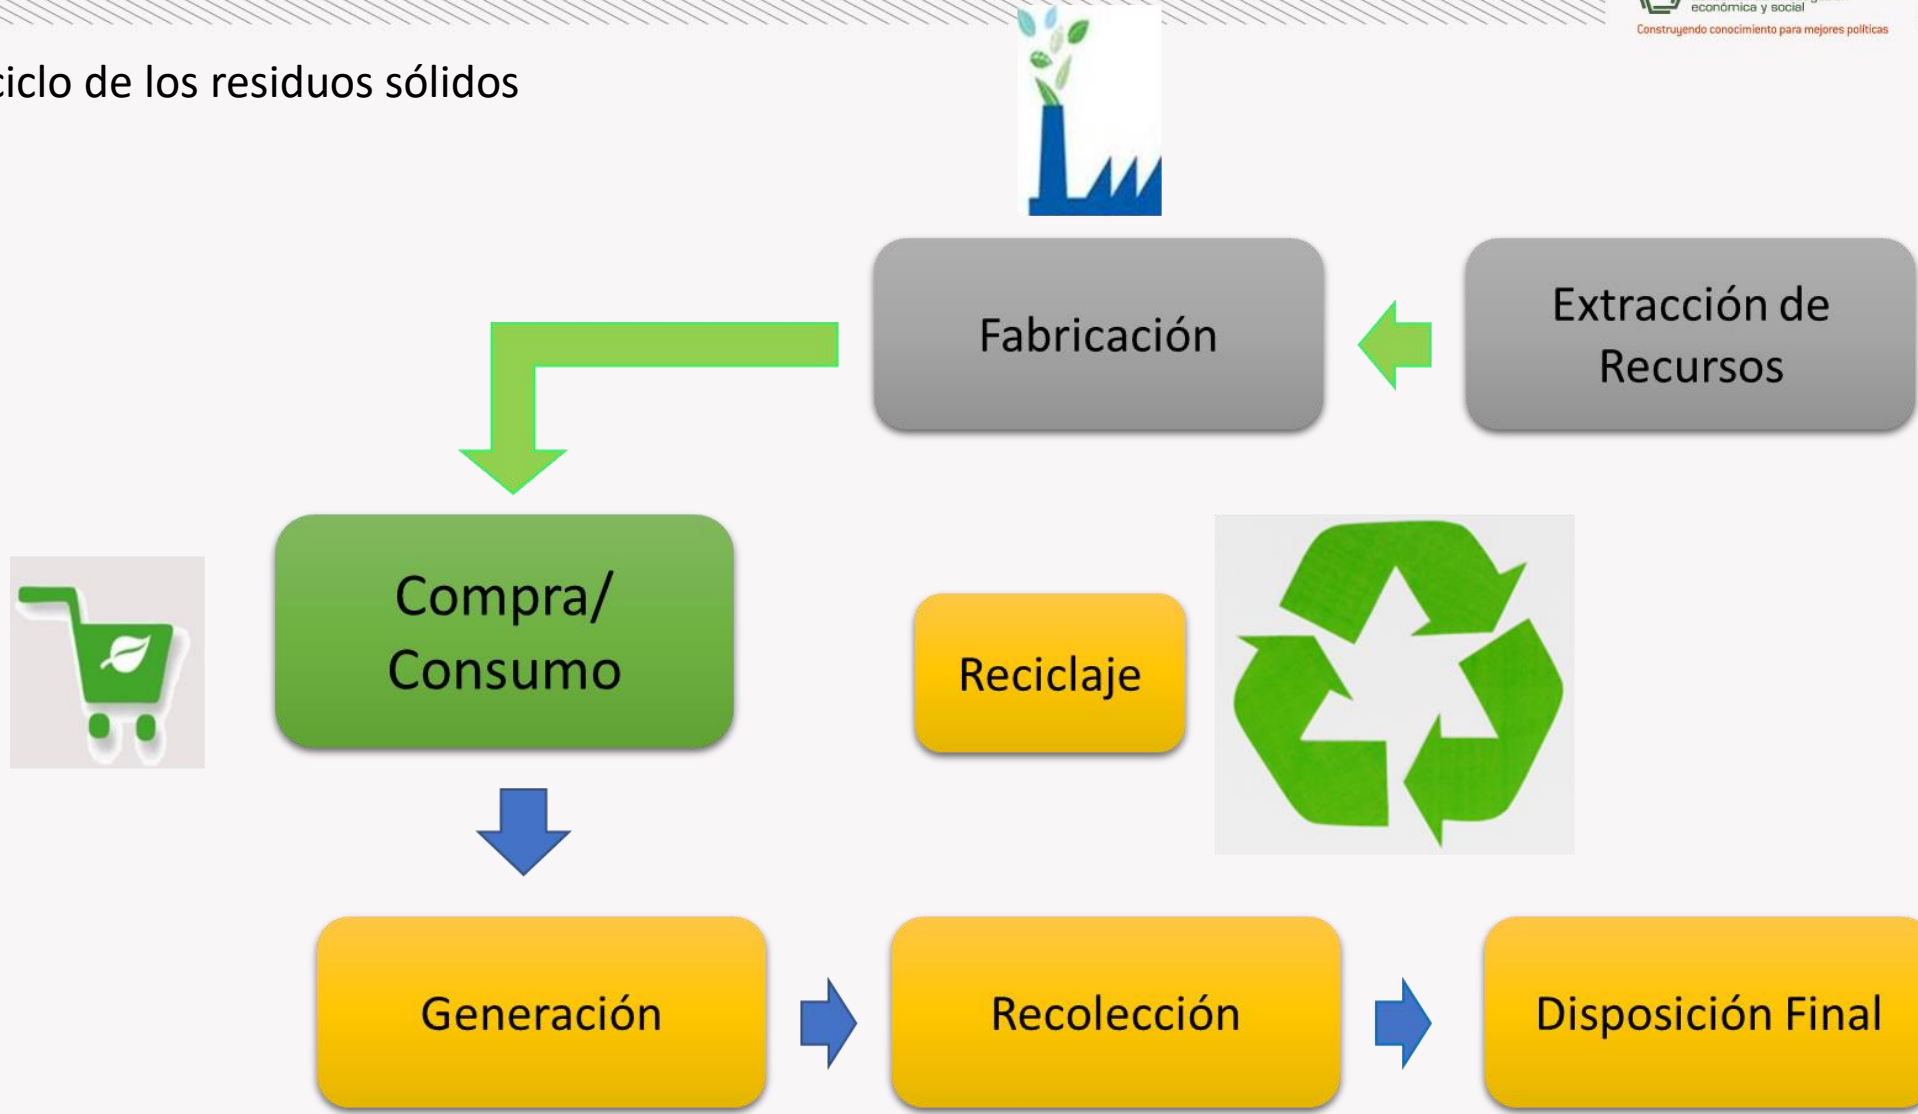 económica y social
Construyendo conocimiento para mejores políticas
ciclo de los residuos sólidos
Fabricación
Extracción de
Recursos
Compra/
Consumo
Reciclaje
Generación
Recolección
Disposición Final